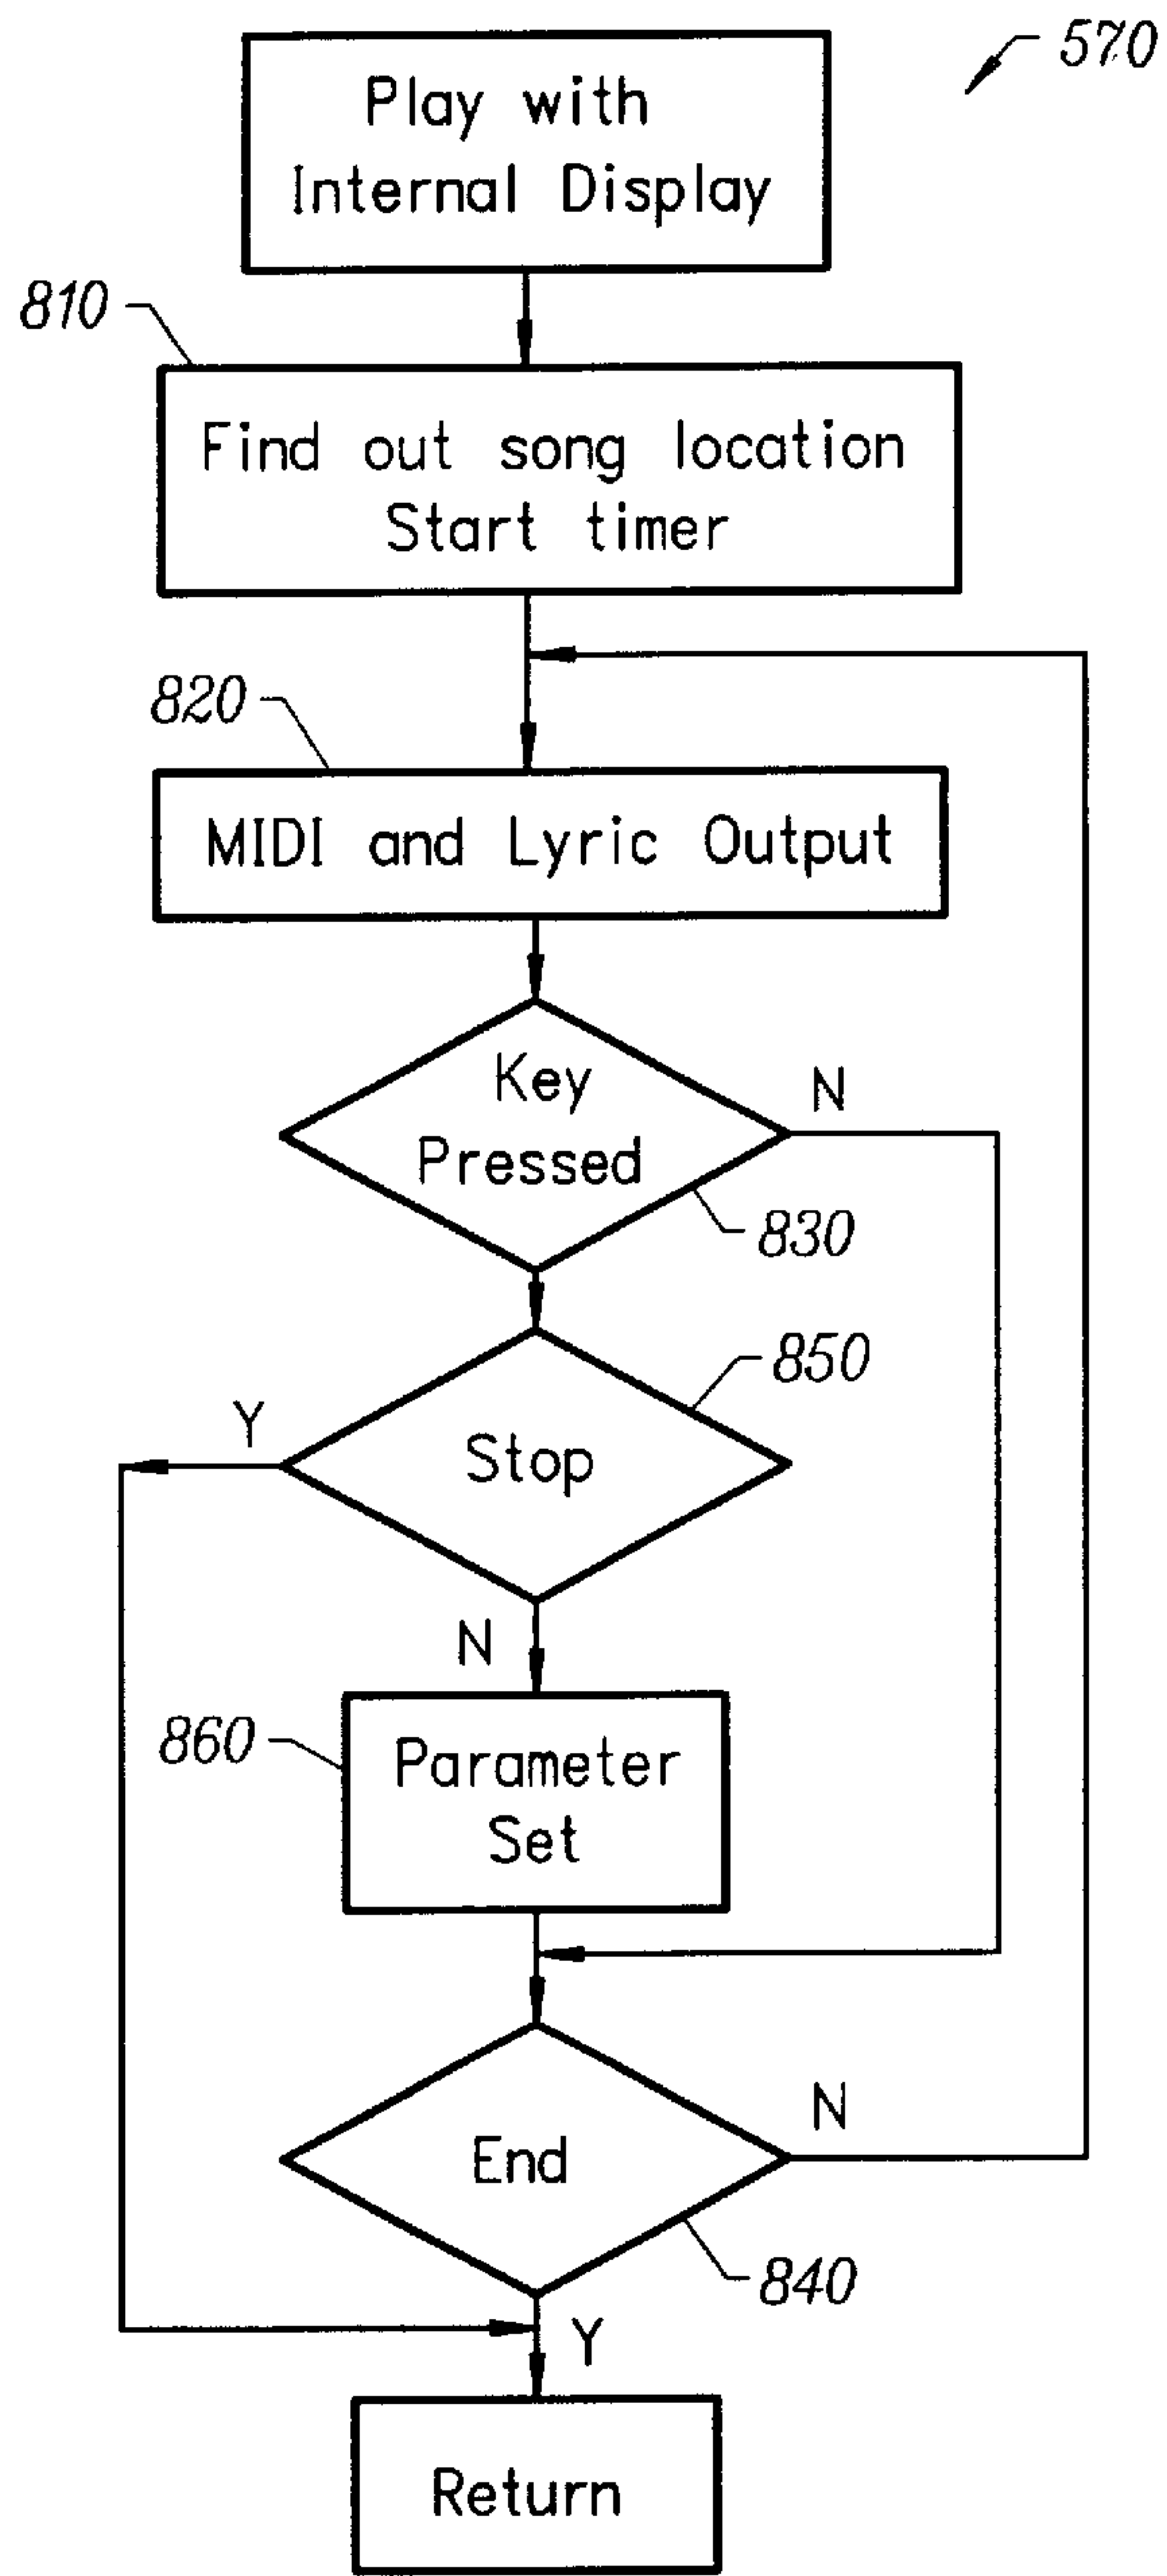 570
Play with
Internal Display
810
Find out song location
Start timer
820
MIDI and Lyric Output
Key
Pressed
N
830
850
Y
Stop
N
860
Parameter
Set
N
End
840
Y
Return